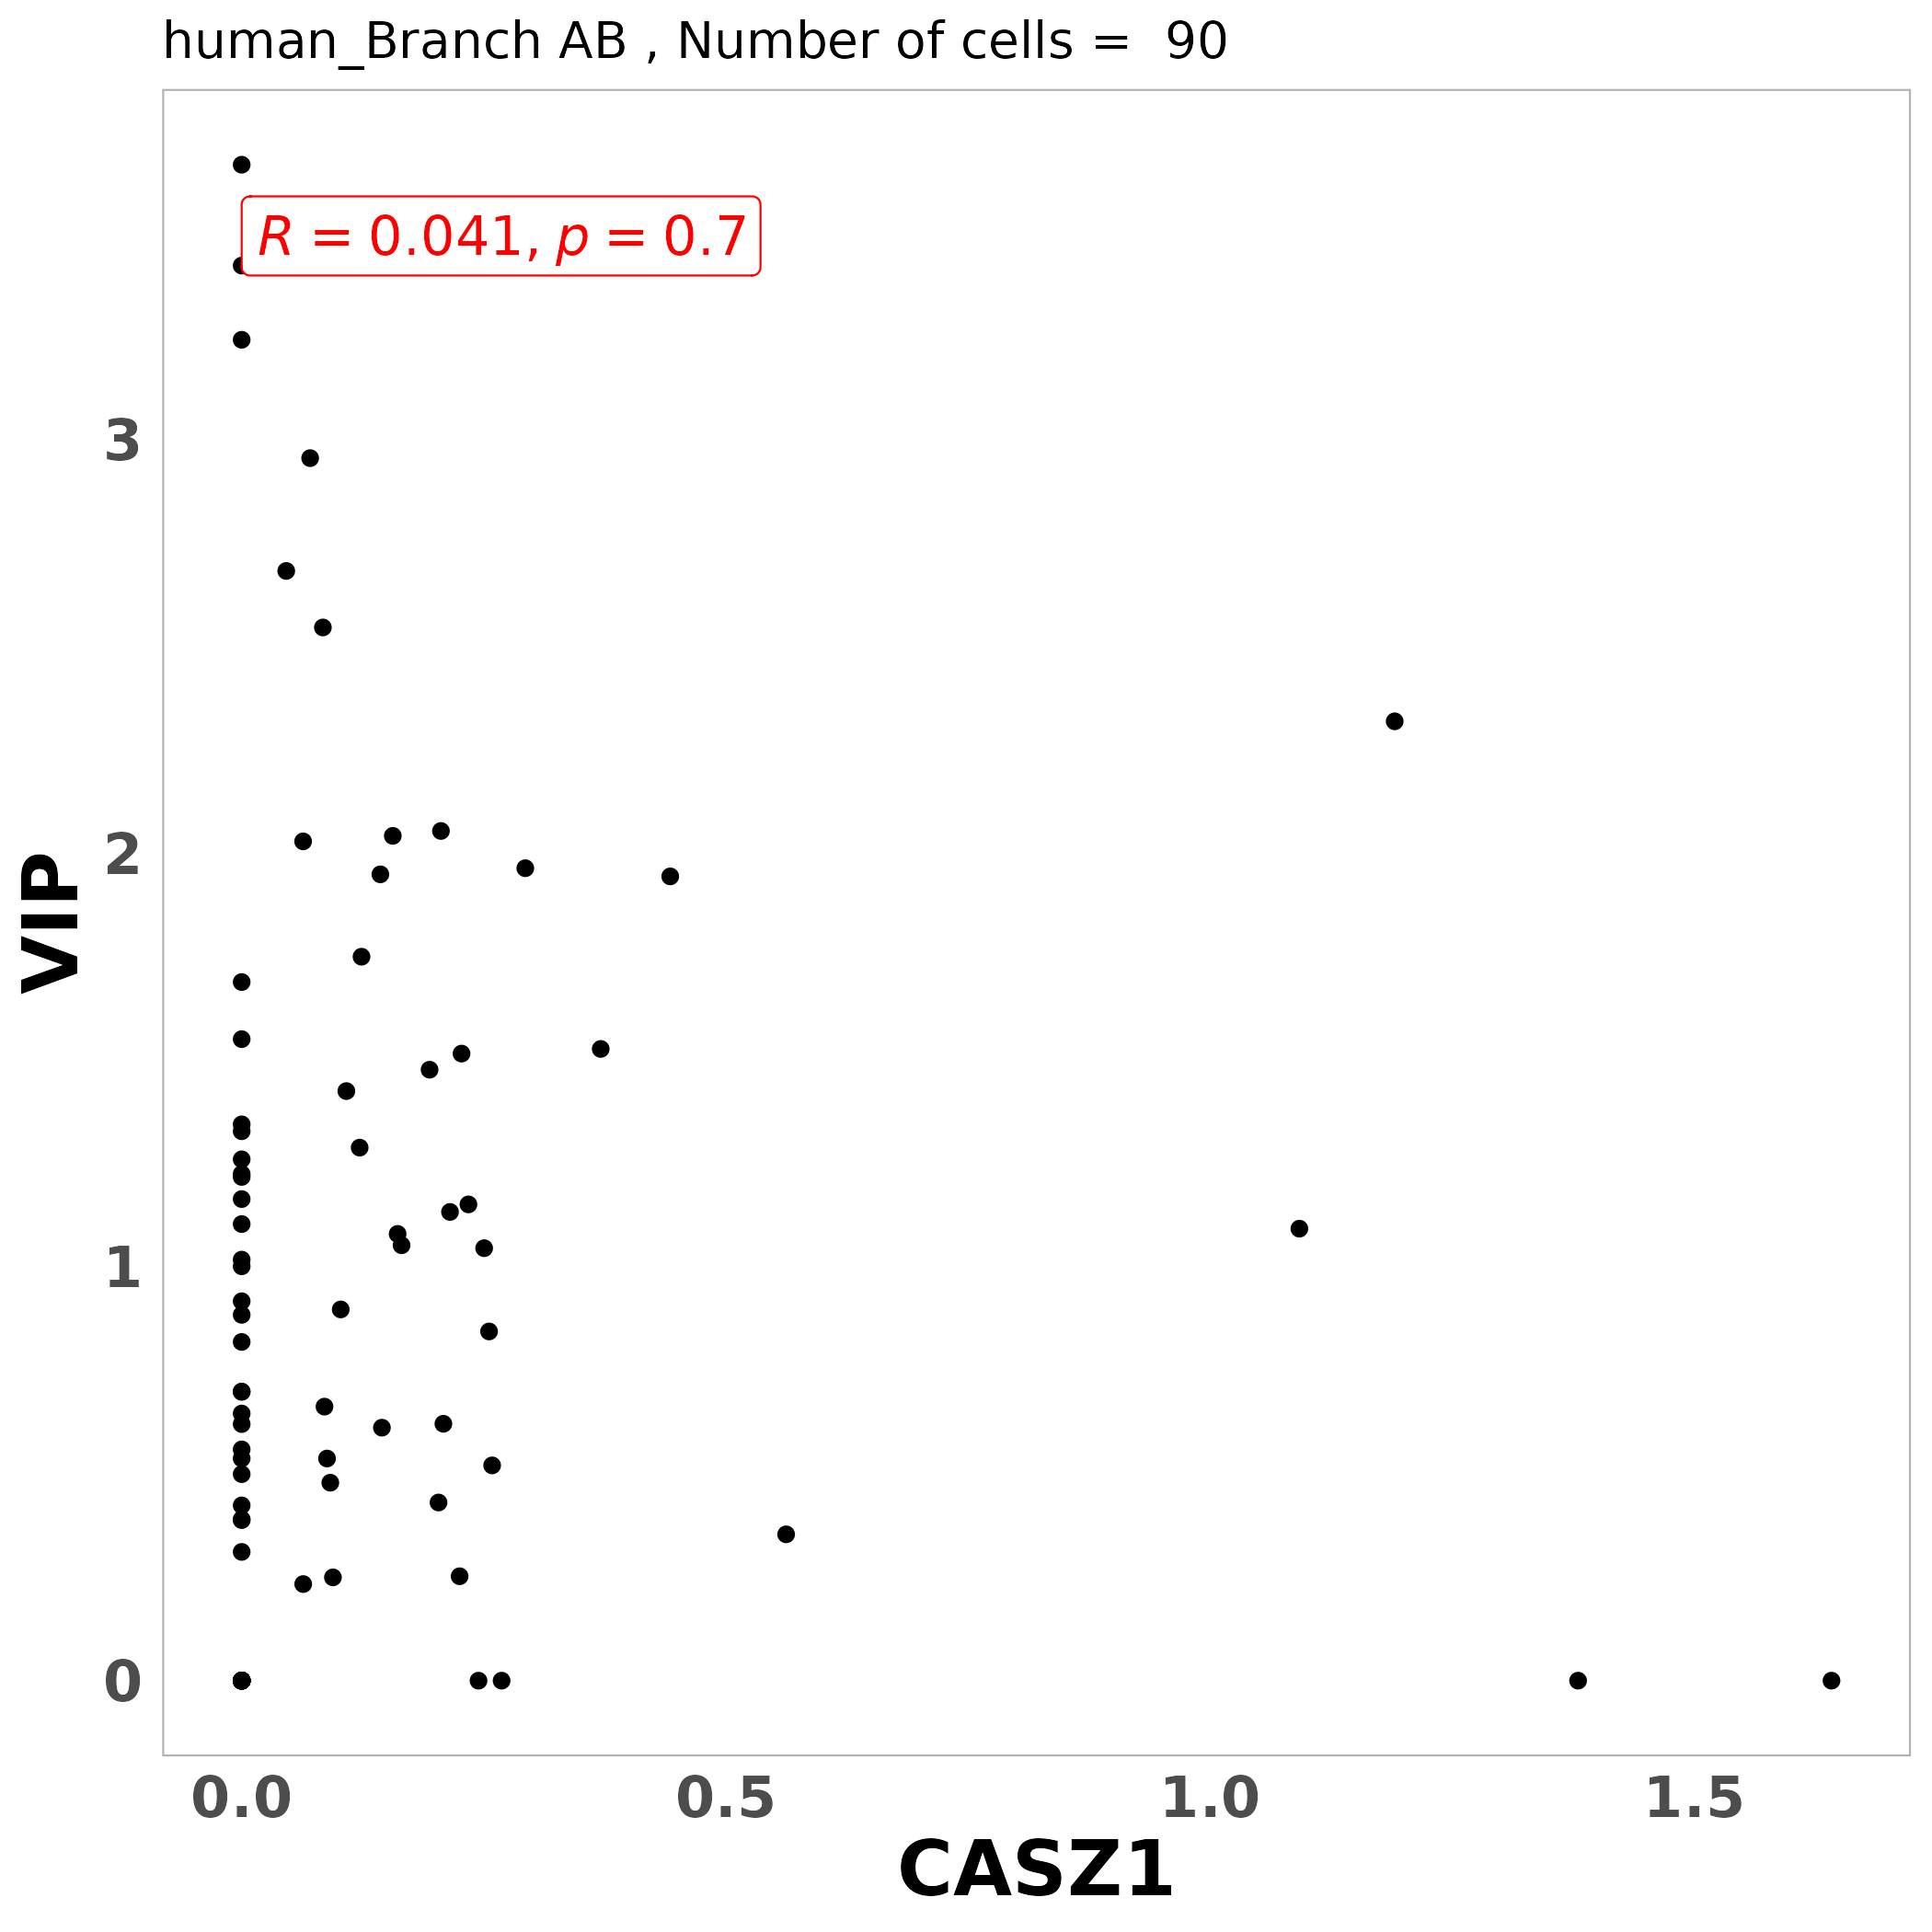 human_Branch AB , Number of cells =  90
R = 0.041, p = 0.7
3
2
1
0
VIP
0.0 0.5 1.0 1.5
CASZ1